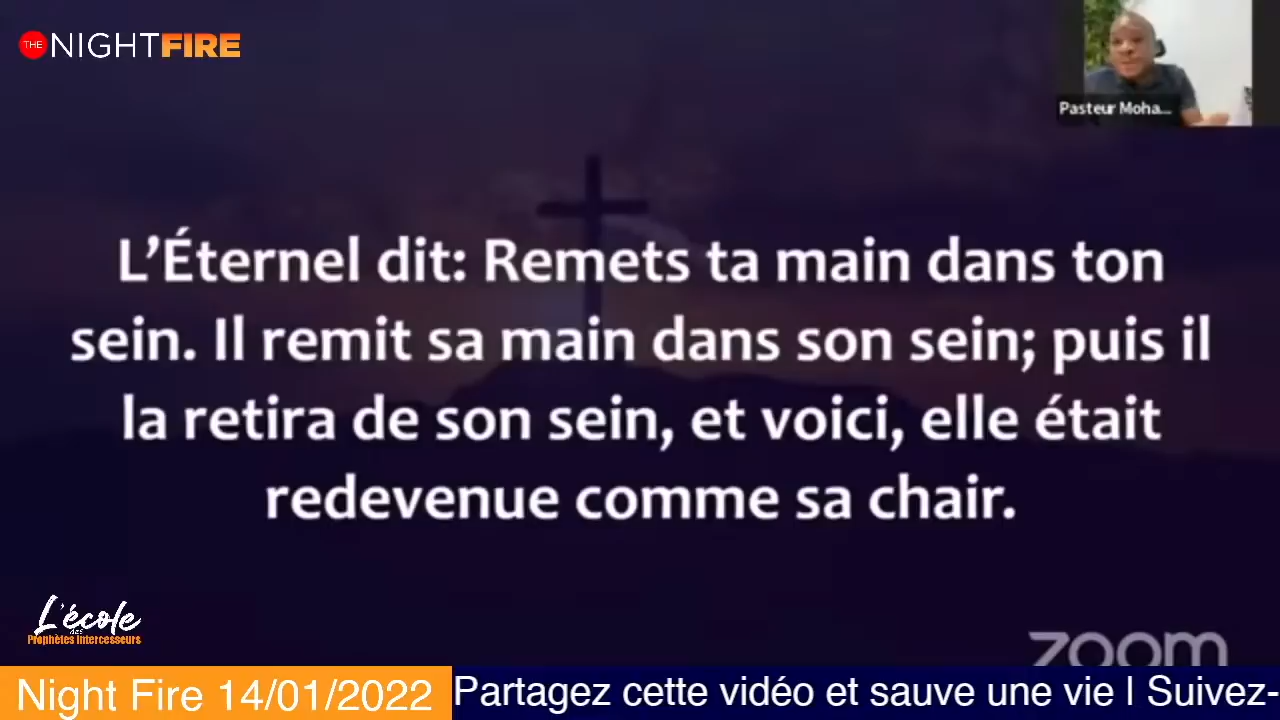 THE NIGHTFIRE
Pasteur Moha...
L’Éternel dit: Remets ta main dans ton
sein. Il remit sa main dans son sein; puis il
la retira de son sein, et voici, elle était
redevenue comme sa chair.
L'école
des
Prophètes Intercesseurs
zoom
Night Fire 14/01/2022
Partagez cette vidéo et sauve une vie | Suivez-